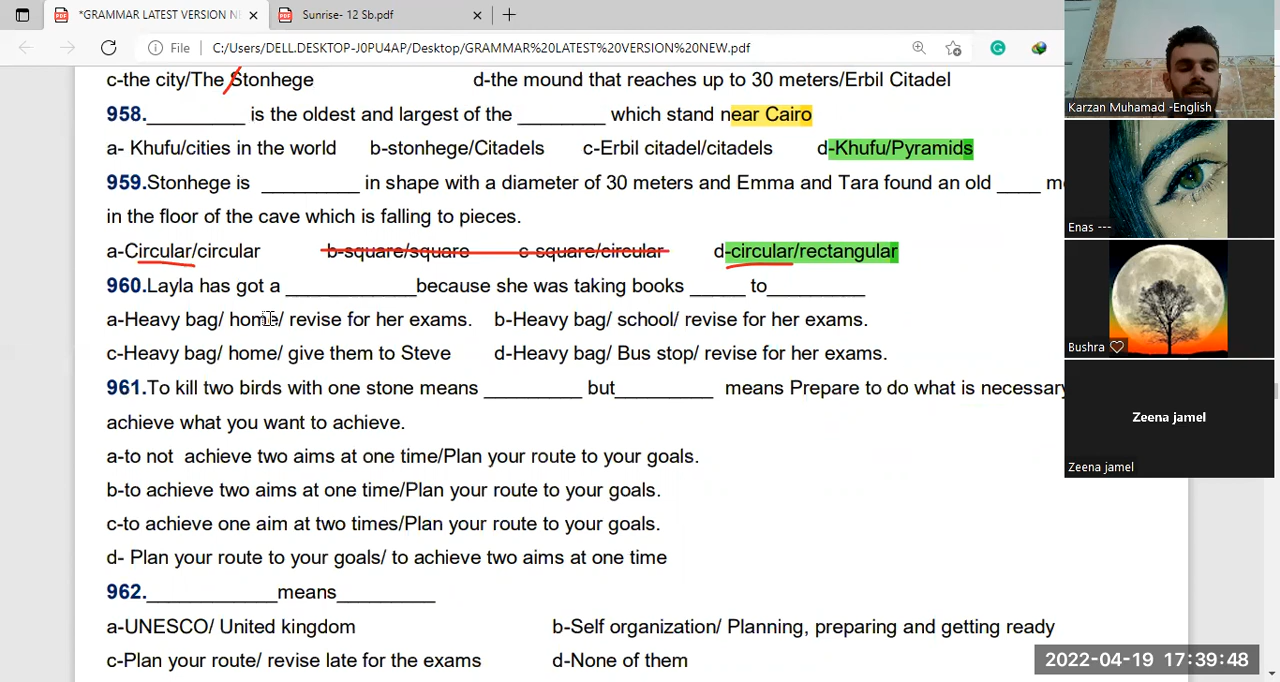 *GRAMMAR LATEST VERSION N
Sunrise- 12 Sb.pdf
File
C:/Users/DELL.DESKTOP-J0PU4AP/Desktop/GRAMMAR%20LATEST%20VERSION%20NEW.pdf
c-the city/The Stonhege d-the mound that reaches up to 30 meters/Erbil Citadel
958._________ is the oldest and largest of the ________ which stand near Cairo
a- Khufu/cities in the world b-stonhege/Citadels c-Erbil citadel/citadels d-Khufu/Pyramids
959.Stonhege is _________ in shape with a diameter of 30 meters and Emma and Tara found an old ____ m
in the floor of the cave which is falling to pieces.
a-Circular/circular b-square/square c-square/circular d-circular/rectangular
960.Layla has got a ____________because she was taking books _____ to_________
a-Heavy bag/ home/ revise for her exams. b-Heavy bag/ school/ revise for her exams.
c-Heavy bag/ home/ give them to Steve d-Heavy bag/ Bus stop/ revise for her exams.
961.To kill two birds with one stone means _________ but_________ means Prepare to do what is necessary
achieve what you want to achieve.
a-to not achieve two aims at one time/Plan your route to your goals.
b-to achieve two aims at one time/Plan your route to your goals.
c-to achieve one aim at two times/Plan your route to your goals.
d- Plan your route to your goals/ to achieve two aims at one time
962.____________means_________
a-UNESCO/ United kingdom b-Self organization/ Planning, preparing and getting ready
c-Plan your route/ revise late for the exams d-None of them
Karzan Muhamad -English
Enas ---
Bushra ♡
Zeena jamel
Zeena jamel
2022-04-19 17:39:48